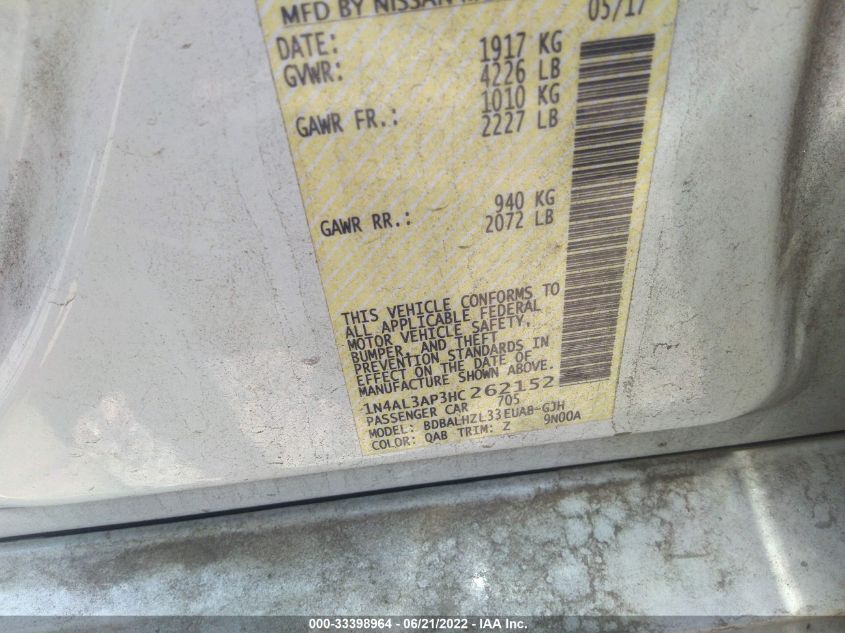 MFD BY NISSAN
05/17
DATE:
GVWR:
1917 KG
4226 LB
GAWR FR.:
1010 KG
2227 LB
GAWR RR.:
940 KG
2072 LB
THIS VEHICLE CONFORMS TO
ALL APPLICABLE FEDERAL
MOTOR VEHICLE SAFETY,
BUMPER, AND THEFT
PREVENTION STANDARDS IN
EFFECT ON THE DATE OF
MANUFACTURE SHOWN ABOVE.
1N4AL3AP3HC262152
PASSENGER CAR 705
MODEL: BDBALHZL33EUAB-GJH
COLOR: QAB TRIM: Z 9N00A
000-33398964 - 06/21/2022 - IAA Inc.